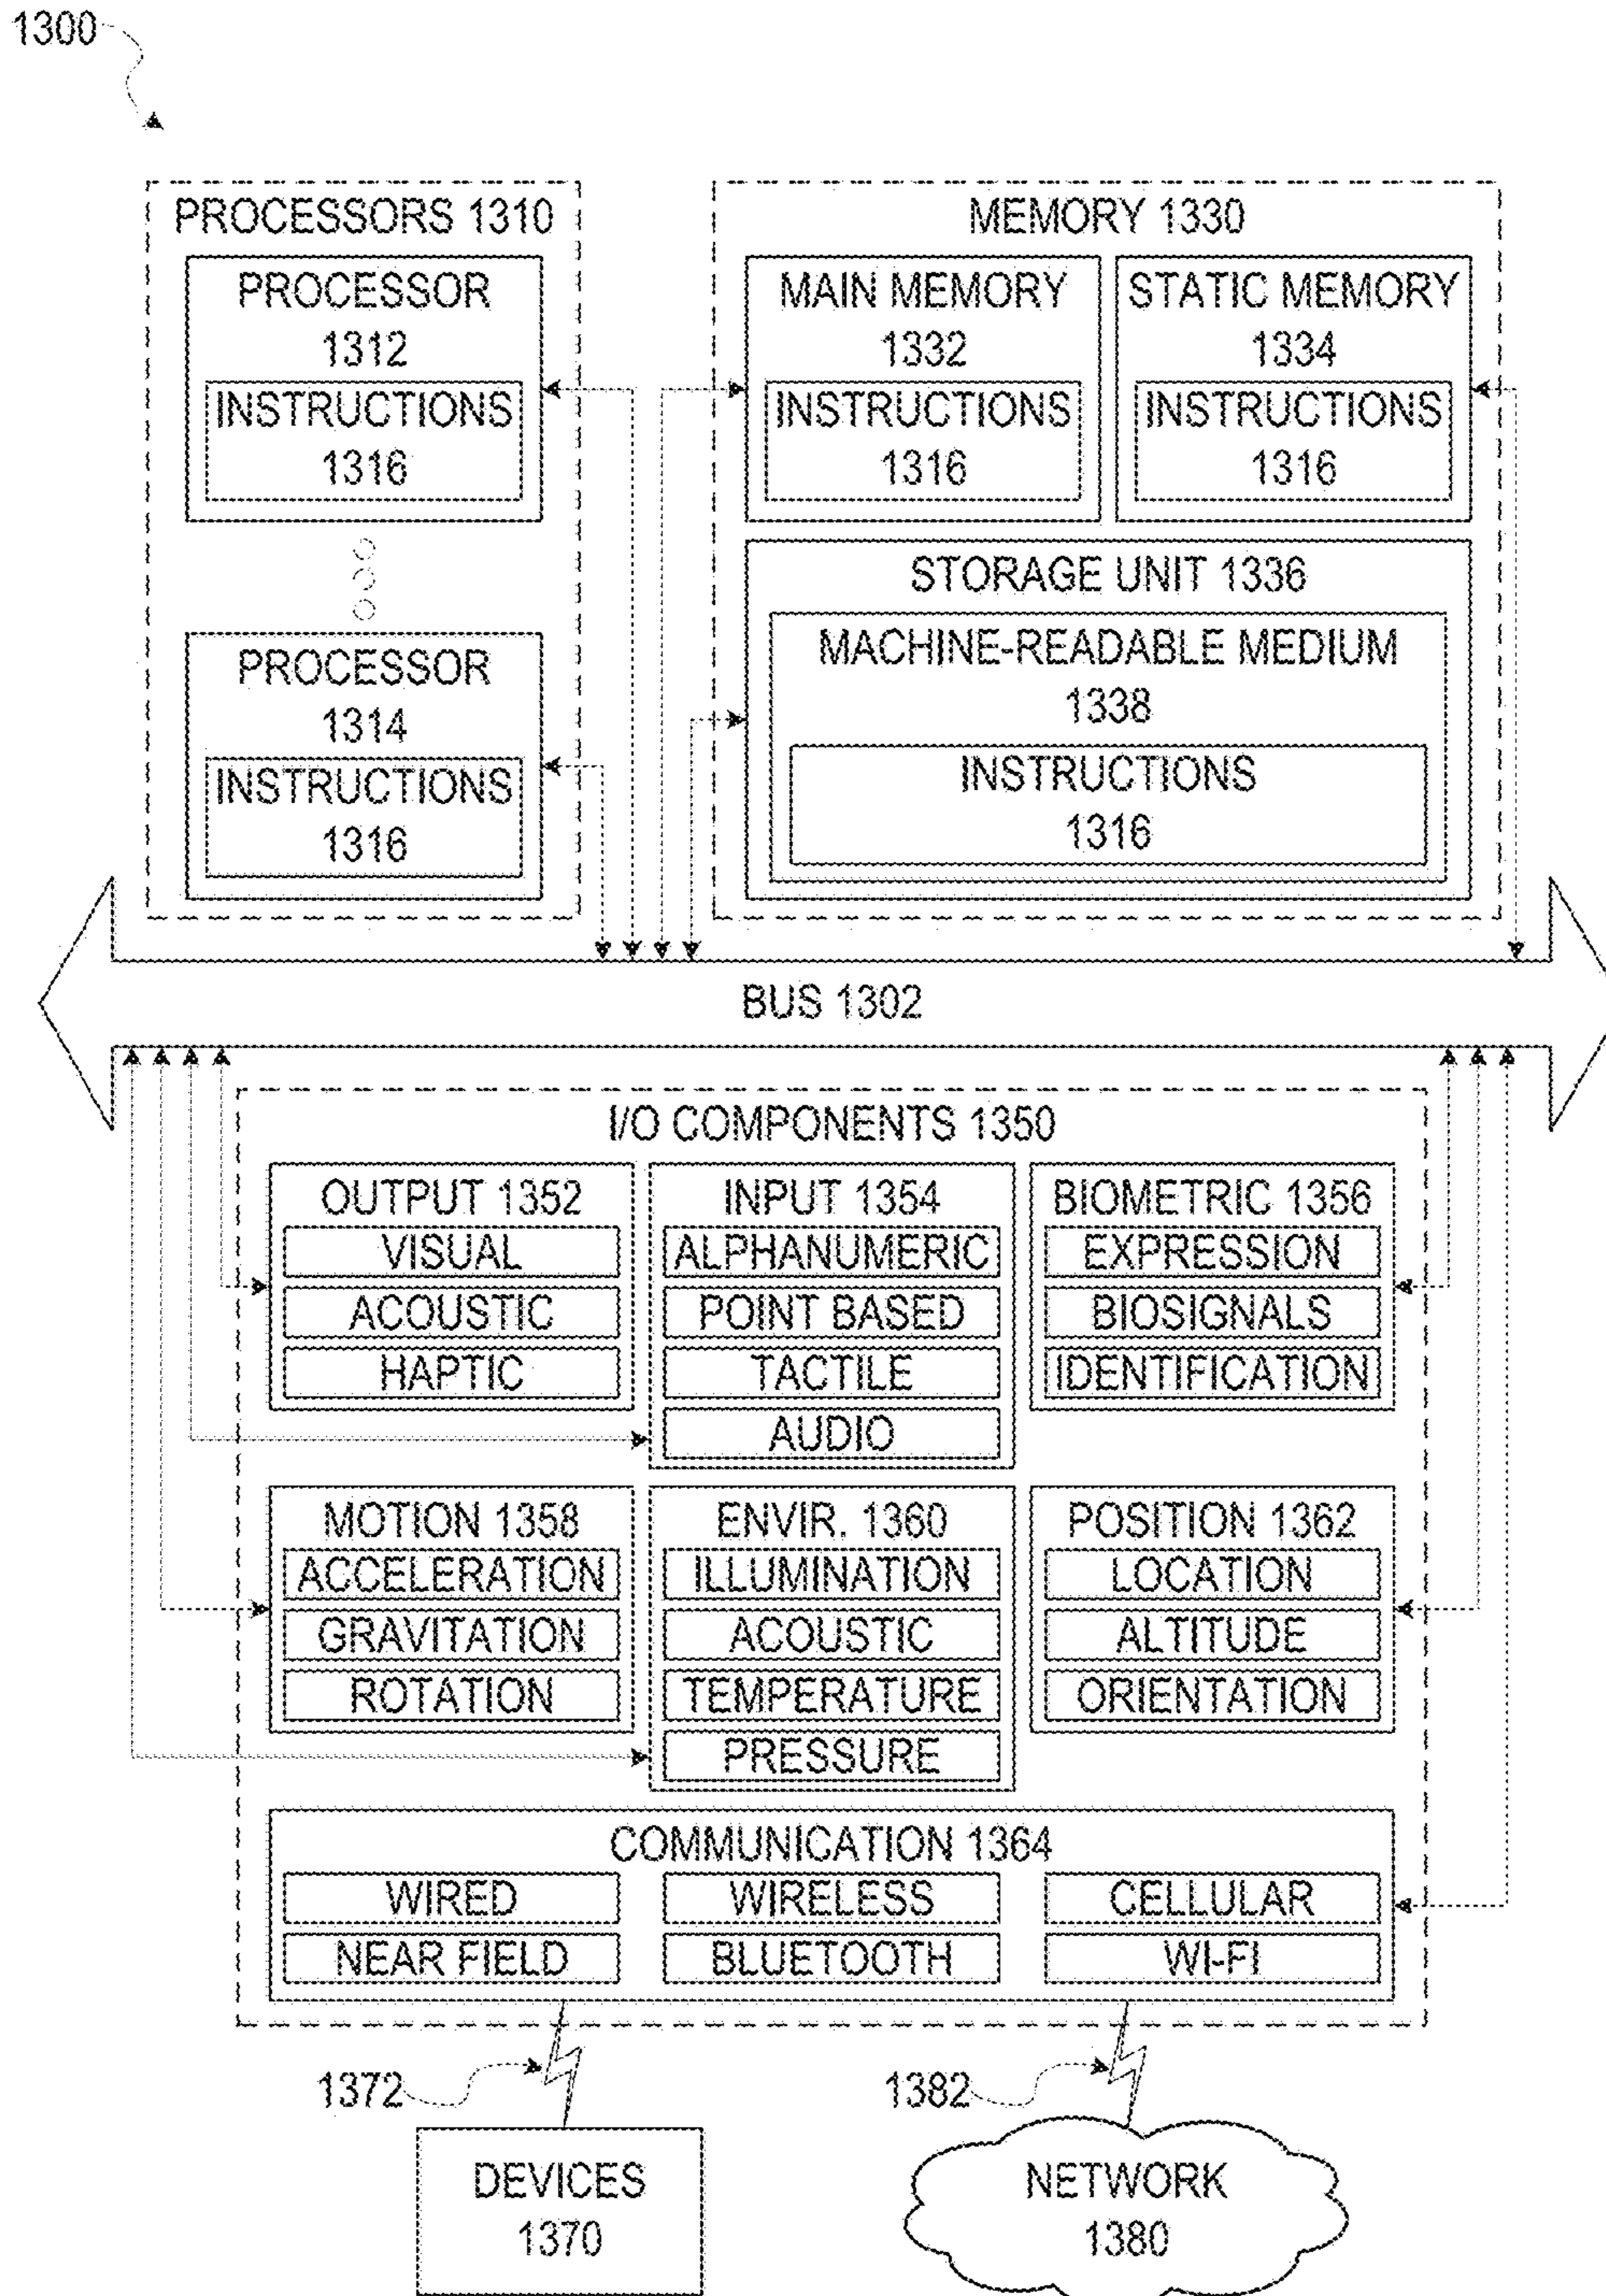 1300
PROCESSORS 1310
PROCESSOR
1312
INSTRUCTIONS
1316
PROCESSOR
1314
INSTRUCTIONS
1316
MEMORY 1330
MAIN MEMORY
1332
INSTRUCTIONS
1316
STATIC MEMORY
1334
INSTRUCTIONS
1316
STORAGE UNIT 1336
MACHINE-READABLE MEDIUM
1338
INSTRUCTIONS
1316
BUS 1302
I/O COMPONENTS 1350
OUTPUT 1352
VISUAL
ACOUSTIC
HAPTIC
INPUT 1354
ALPHANUMERIC
POINT BASED
TACTILE
AUDIO
BIOMETRIC 1356
EXPRESSION
BIOSIGNALS
IDENTIFICATION
MOTION 1358
ACCELERATION
GRAVITATION
ROTATION
ENVIR. 1360
ILLUMINATION
ACOUSTIC
TEMPERATURE
PRESSURE
POSITION 1362
LOCATION
ALTITUDE
ORIENTATION
COMMUNICATION 1364
WIRED
WIRELESS
CELLULAR
NEAR FIELD
BLUETOOTH
WI-FI
1372
1382
DEVICES
1370
NETWORK
1380